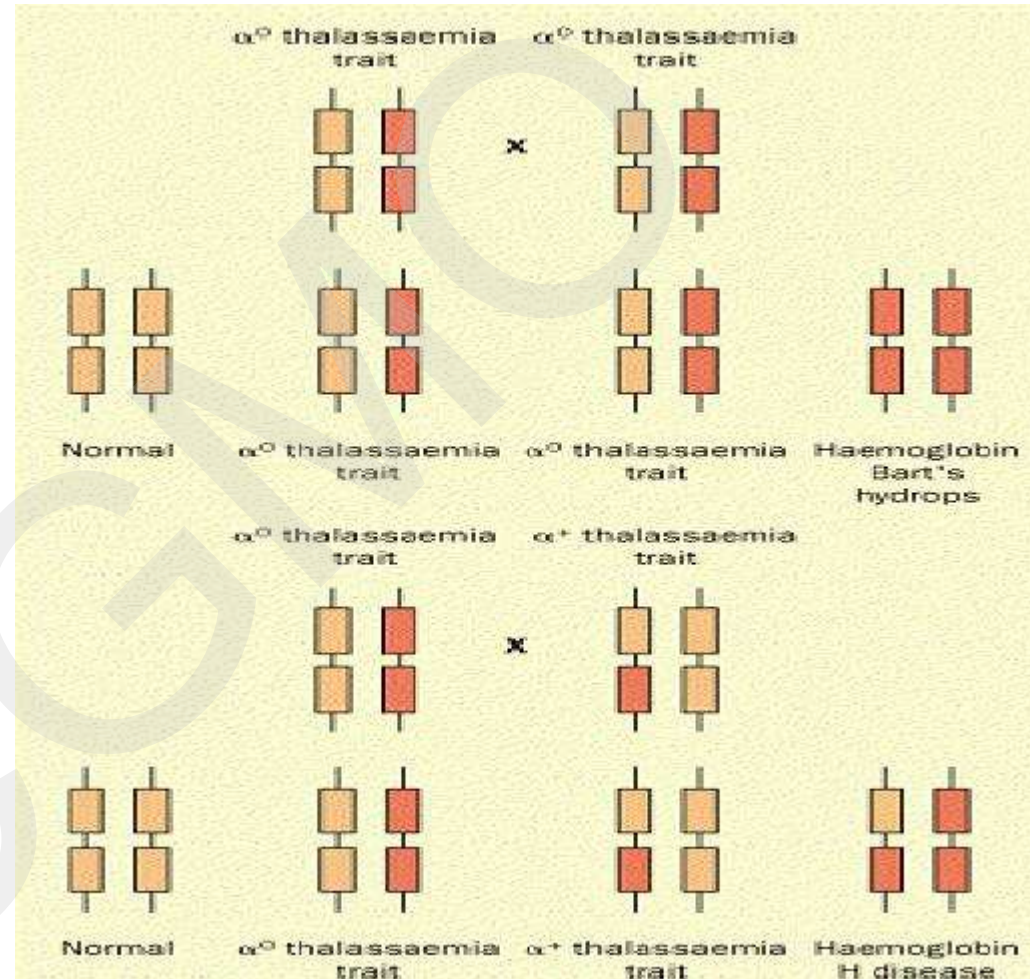 α⁰ thalassaemia trait
α⁰ thalassaemia trait
x
Normal
α⁰ thalassaemia trait
α⁰ thalassaemia trait
Haemoglobin Bart's hydrops
α⁰ thalassaemia trait
α⁺ thalassaemia trait
x
Normal
α⁰ thalassaemia trait
α⁺ thalassaemia trait
Haemoglobin H disease
GMO